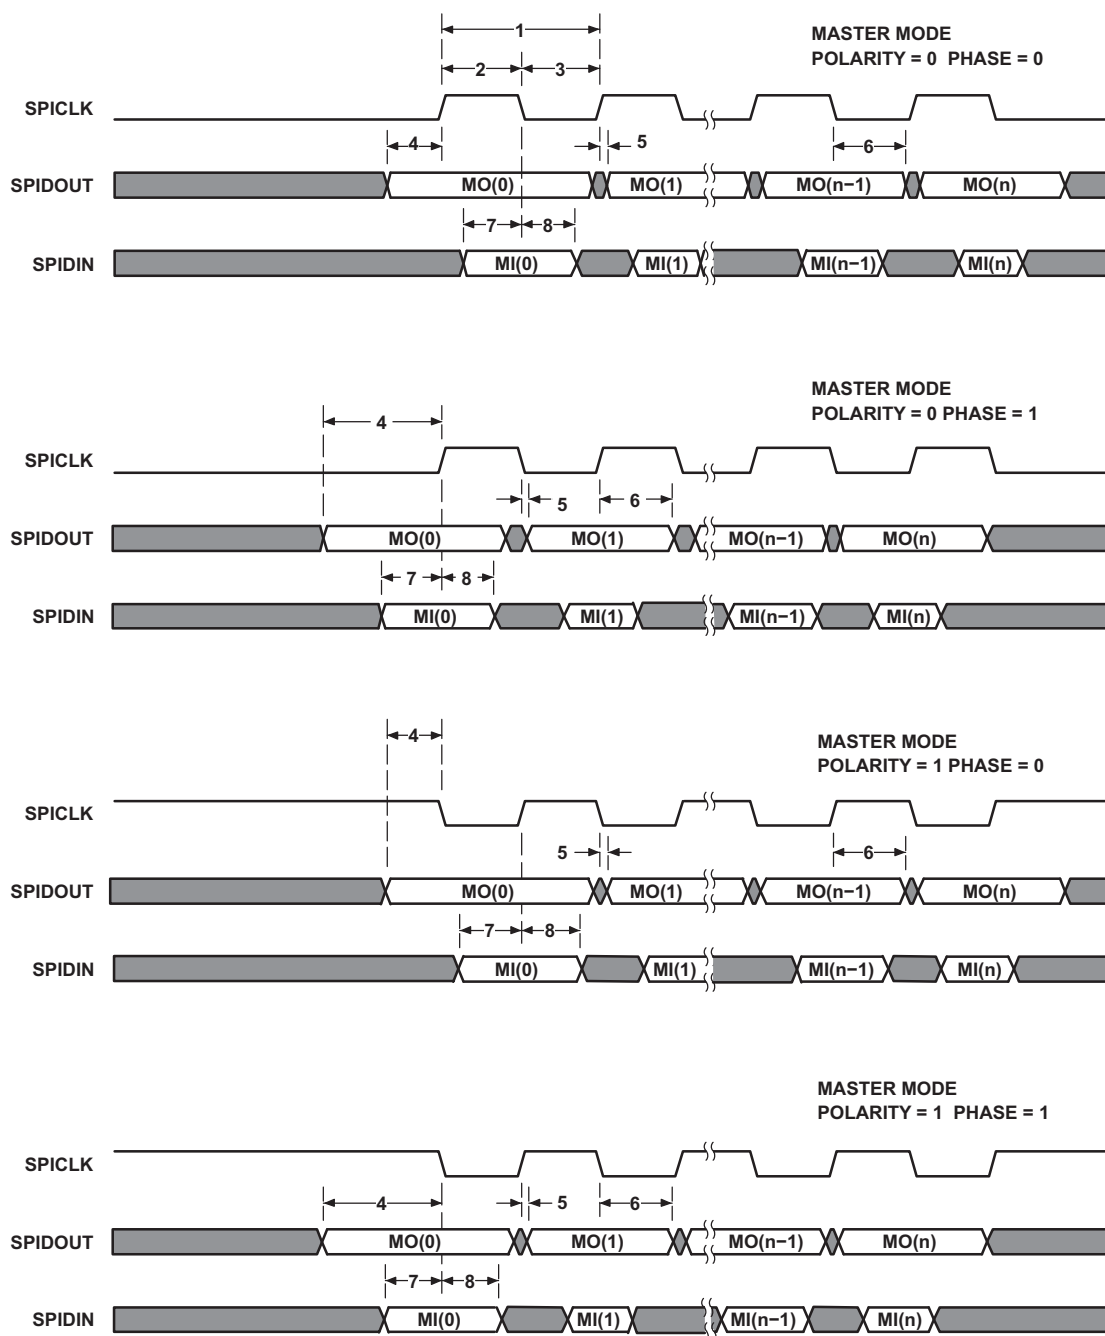 1
MASTER MODE
POLARITY = 0 PHASE = 0
2 3
SPICLK
4 5 6
SPIDOUT MO(0) MO(1) MO(n−1) MO(n)
7 8
SPIDIN MI(0) MI(1) MI(n−1) MI(n)
MASTER MODE
POLARITY = 0 PHASE = 1
4
SPICLK
5 6
SPIDOUT MO(0) MO(1) MO(n−1) MO(n)
7 8
SPIDIN MI(0) MI(1) MI(n−1) MI(n)
4
MASTER MODE
POLARITY = 1 PHASE = 0
SPICLK
5 6
SPIDOUT MO(0) MO(1) MO(n−1) MO(n)
7 8
SPIDIN MI(0) MI(1) MI(n−1) MI(n)
MASTER MODE
POLARITY = 1 PHASE = 1
SPICLK
4 5 6
SPIDOUT MO(0) MO(1) MO(n−1) MO(n)
7 8
SPIDIN MI(0) MI(1) MI(n−1) MI(n)